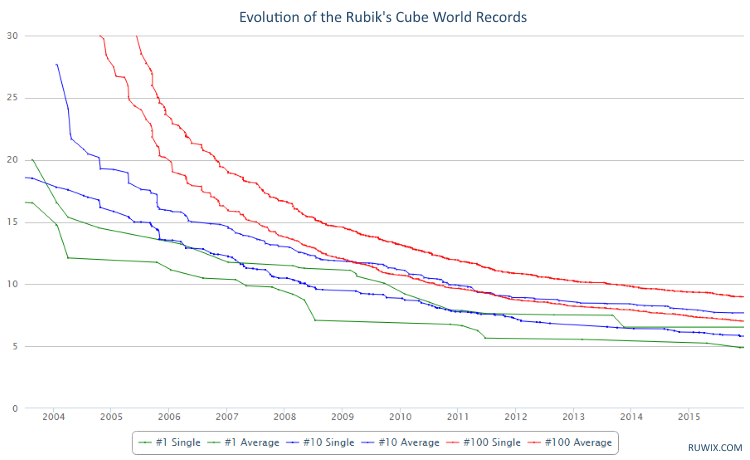 Evolution of the Rubik's Cube World Records
30
25
20
15
10
5
0
2004 2005 2006 2007 2008 2009 2010 2011 2012 2013 2014 2015
#1 Single #1 Average #10 Single #10 Average #100 Single #100 Average
RUWIX.COM